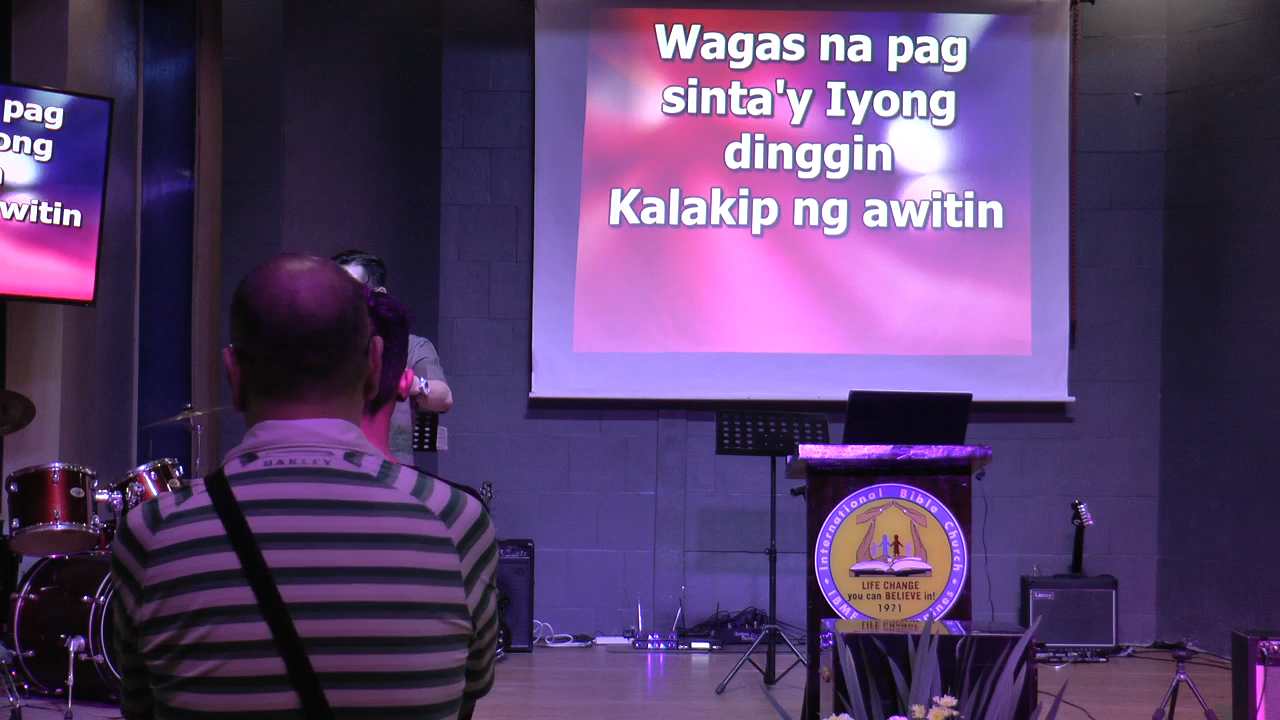 Wagas na pag
sinta'y Iyong
dinggin
Kalakip ng awitin
pag
ong
witin
OAKLEY
International Bible Church
LIFE CHANGE
you can BELIEVE in!
1971
Laney